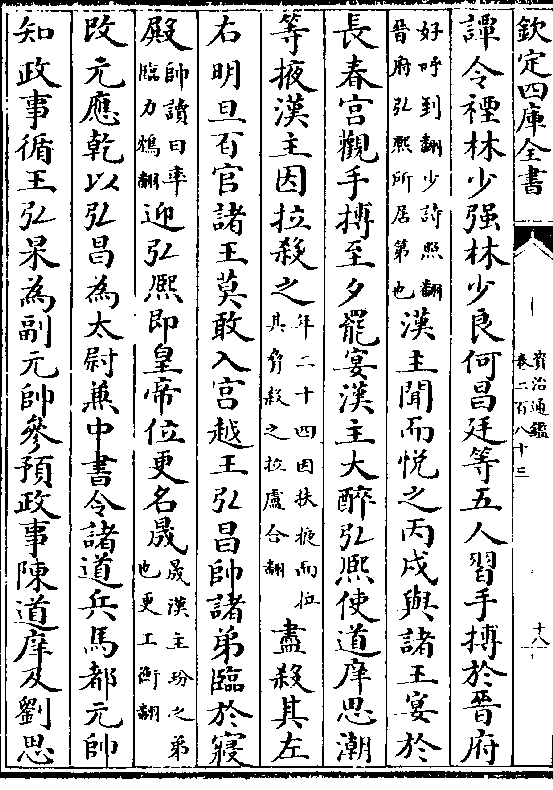 欽定四庫全書
資治通鑑
卷二百八十三
十八
譚令禋林少强林少良何昌廷等五人習手搏於晉府
好呼到翻少詩照翻晉府弘熙所居第也漢主聞而悅之丙戌與諸王宴於
長春宮觀手搏至夕罷宴漢主大醉弘熙使道庠思潮
等掖漢主因拉殺之年二十四因扶掖而拉其脅殺之拉盧合翻盡殺其左
右明旦百官諸王莫敢入宮越王弘昌帥諸弟臨於寢
殿帥讀曰率臨力鴆翻迎弘熙即皇帝位更名晟晟漢主玢之弟也更工衡翻
改元應乾以弘昌為太尉兼中書令諸道兵馬都元帥
知政事循王弘杲為副元帥參預政事陳道庠及劉思